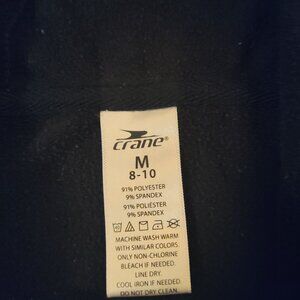 crane®
M
8-10
91% POLYESTER
9% SPANDEX
91% POLIÉSTER
9% SPANDEX
MACHINE WASH WARM
WITH SIMILAR COLORS.
ONLY NON-CHLORINE
BLEACH IF NEEDED.
LINE DRY.
COOL IRON IF NEEDED
DO NOT DRY CLEAN.